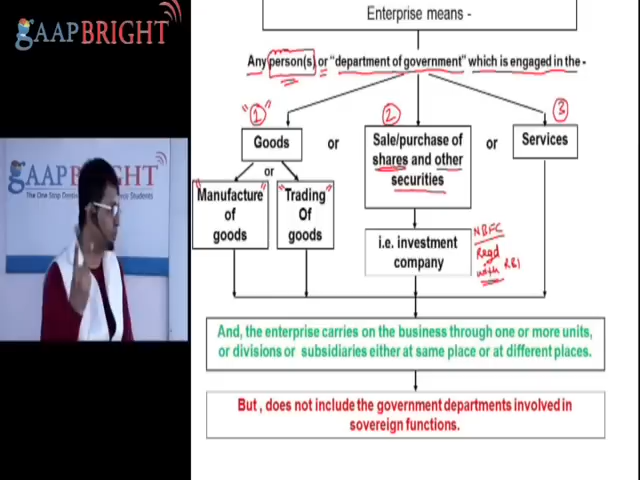 gAAPBRIGHT
Enterprise means -
Any person(s) or "department of government" which is engaged in the -
"1" 2 3
Goods or Sale/purchase of shares and other securities or Services
or
"Manufacture of goods "Trading" Of goods
i.e. investment company
NBFC
Regd
with RBI
And, the enterprise carries on the business through one or more units,
or divisions or subsidiaries either at same place or at different places.
But , does not include the government departments involved in
sovereign functions.
gAAPBRIGHT